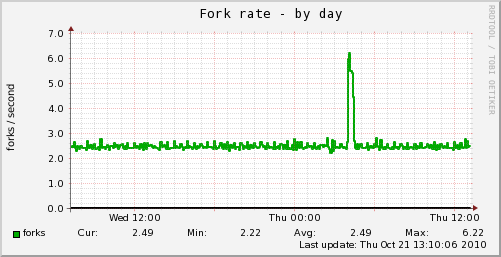 Fork rate - by day
RRDTOOL / TOBI OETIKER
forks / second
7.0
6.0
5.0
4.0
3.0
2.0
1.0
0.0
Wed 12:00 Thu 00:00 Thu 12:00
forks Cur: 2.49 Min: 2.22 Avg: 2.49 Max: 6.22
Last update: Thu Oct 21 13:10:06 2010